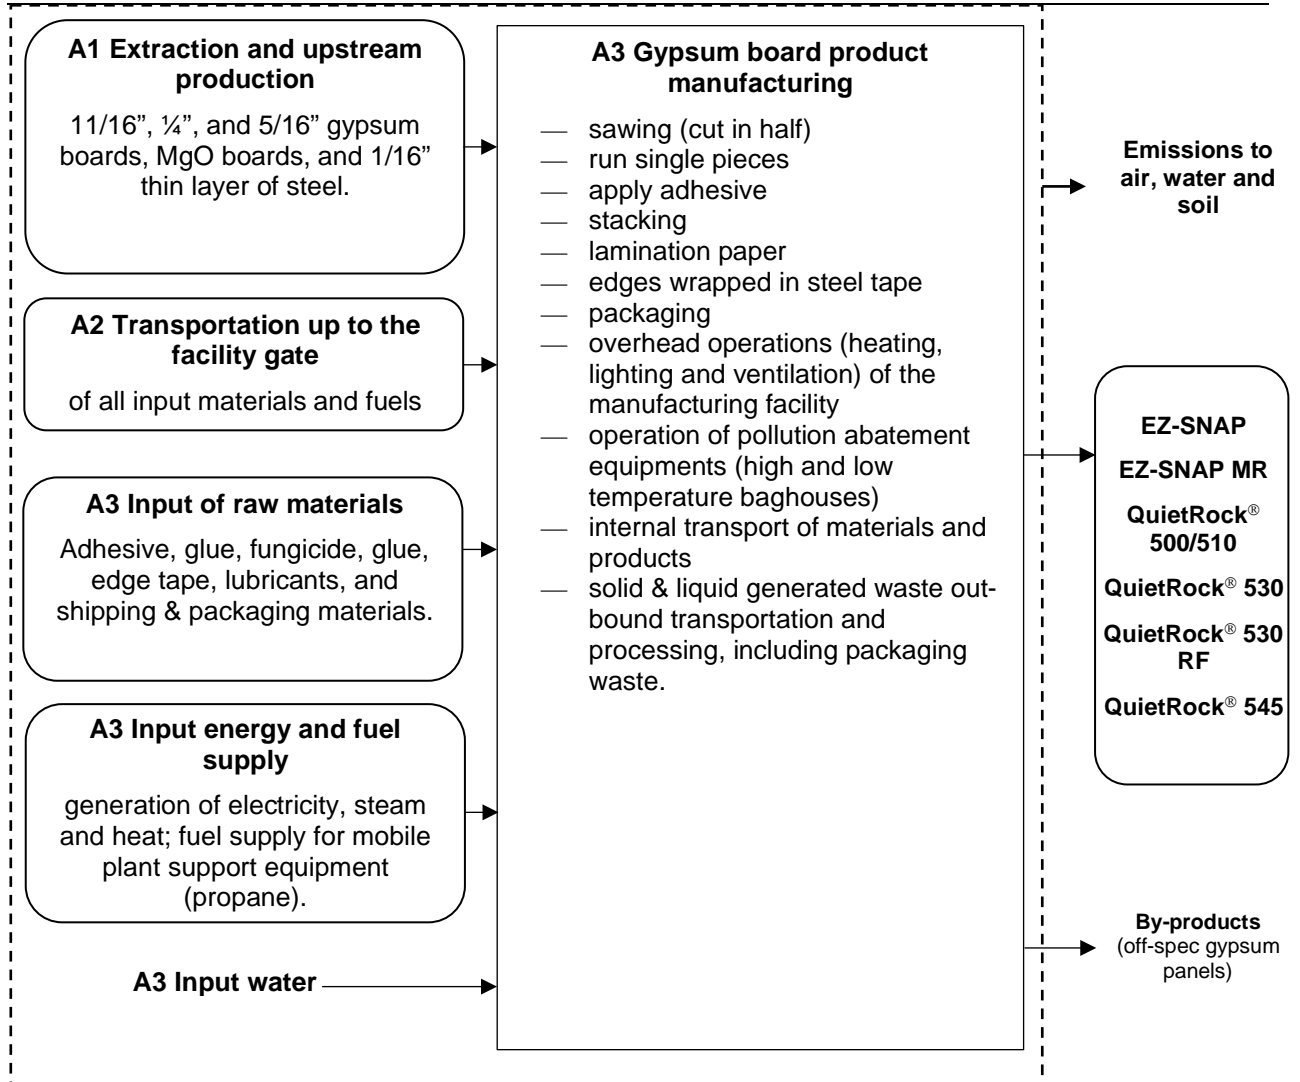 A1 Extraction and upstream
production
11/16”, ¼”, and 5/16” gypsum
boards, MgO boards, and 1/16”
thin layer of steel.
A2 Transportation up to the
facility gate
of all input materials and fuels
A3 Input of raw materials
Adhesive, glue, fungicide, glue,
edge tape, lubricants, and
shipping & packaging materials.
A3 Input energy and fuel
supply
generation of electricity, steam
and heat; fuel supply for mobile
plant support equipment
(propane).
A3 Input water
A3 Gypsum board product
manufacturing
— sawing (cut in half)
— run single pieces
— apply adhesive
— stacking
— lamination paper
— edges wrapped in steel tape
— packaging
— overhead operations (heating,
lighting and ventilation) of the
manufacturing facility
— operation of pollution abatement
equipments (high and low
temperature baghouses)
— internal transport of materials and
products
— solid & liquid generated waste out-
bound transportation and
processing, including packaging
waste.
Emissions to
air, water and
soil
EZ-SNAP
EZ-SNAP MR
QuietRock®
500/510
QuietRock® 530
QuietRock® 530
RF
QuietRock® 545
By-products
(off-spec gypsum
panels)